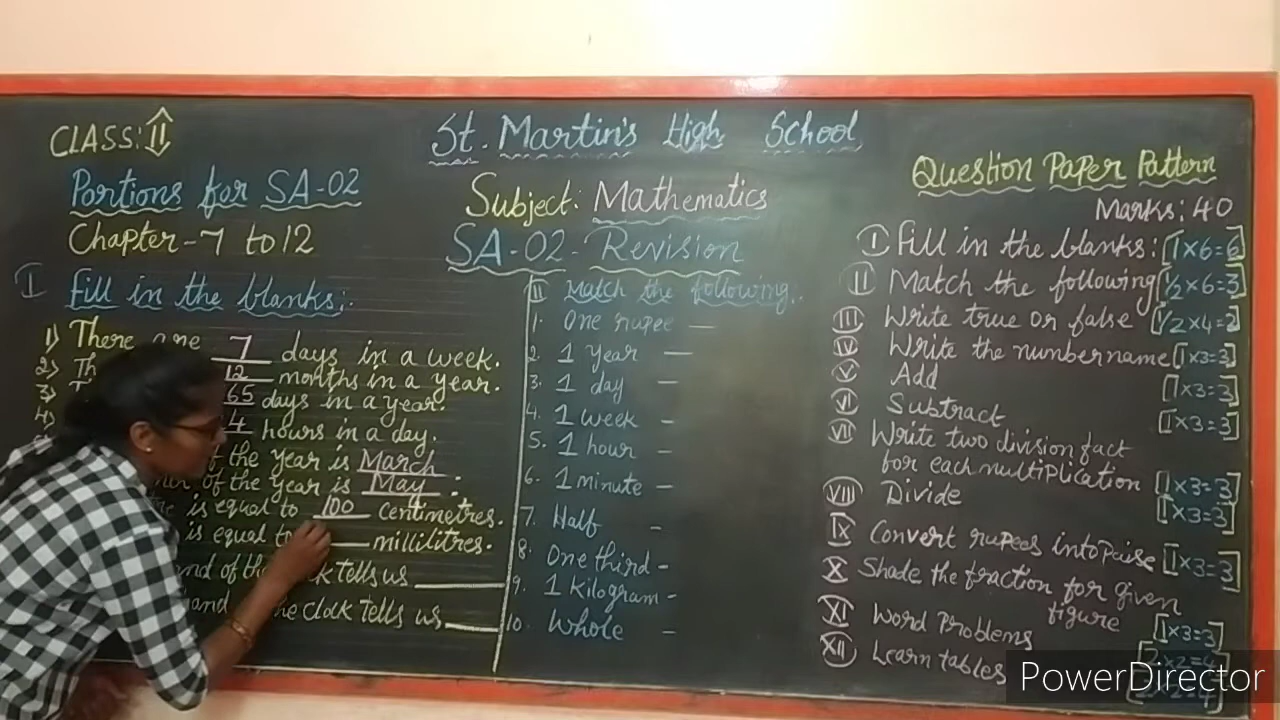 CLASS: II
Portions for SA-02
Chapter-7 to 12
I Fill in the blanks:
1) There are 7 days in a week.
2) 12 months in a year.
3) 65 days in a year.
4) 4 hours in a day.
of the year is March
of the year is May.
is equal to 100 centimetres.
is equal to ___ millilitres.
tells us ___
the clock tells us ___
St. Martin's High School
Subject: Mathematics
SA-02- Revision
II Match the following.
1. One rupee —
2. 1 year —
3. 1 day —
4. 1 week -
5. 1 hour -
6. 1 minute -
7. Half -
8. One third -
9. 1 kilogram -
10. Whole -
Question Paper Pattern
Marks: 40
I Fill in the blanks: [1×6=6]
II Match the following [1/2×6=3]
III Write true or false [1/2×4=2]
IV Write the number name [1×3=3]
V Add [1×3=3]
VI Subtract [1×3=3]
VII Write two division fact
for each multiplication [1×3=3]
VIII Divide [1×3=3]
IX Convert rupees into Paise [1×3=3]
X Shade the fraction for given
figure [1×3=3]
XI Word Problems [2×2=4]
XII Learn tables
PowerDirector